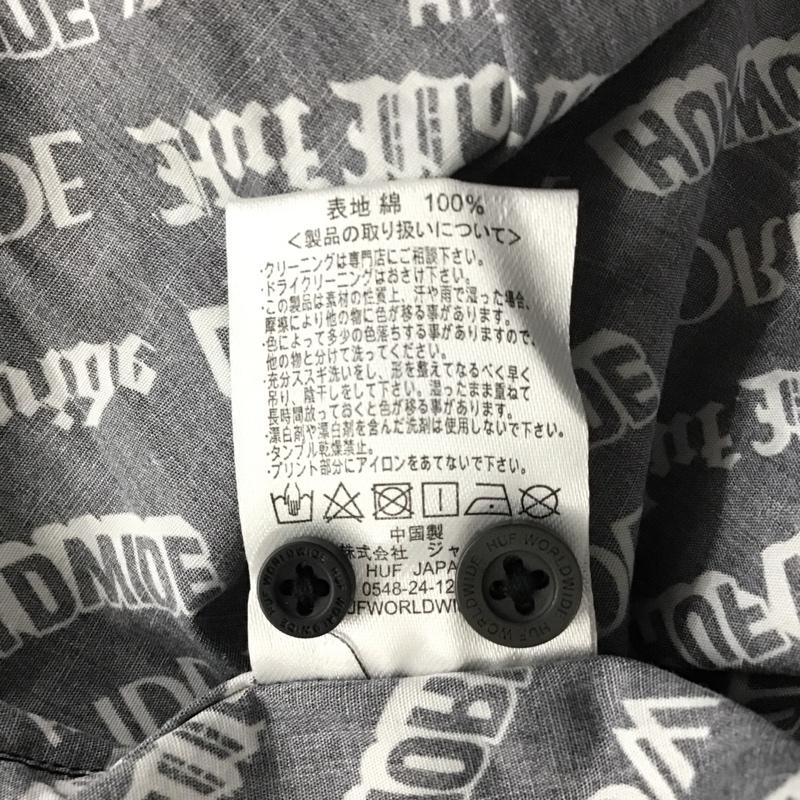 WORLDWIDE
HUF
表地 綿 100%
<製品の取り扱いについて>
・クリーニングは専門店にご相談下さい。
・ドライクリーニングはおさけ下さい。
・この製品は素材の性質上、汗や雨で湿った場合、
摩擦により他の物に色が移る事があります。
・色によって多少の色落ちする事がありますので、
他の物と分けて洗ってください。
・充分ススギ洗いをし、形を整えてなるべく早く
吊り、陰干しをして下さい。湿ったまま重ねて
長時間放っておくと色が移る事があります。
・漂白剤や漂白剤を含んだ洗剤は使用しないで下さい。
・タンブル乾燥禁止。
・プリント部分にアイロンをあてないで下さい。
中国製
株式会社 ジャ
HUF JAPA
0548-24-12
UFWORLDWI
HUF WORLDWIDE HUF WORLDWIDE
HUF WORLDWIDE HUF WORLDWIDE